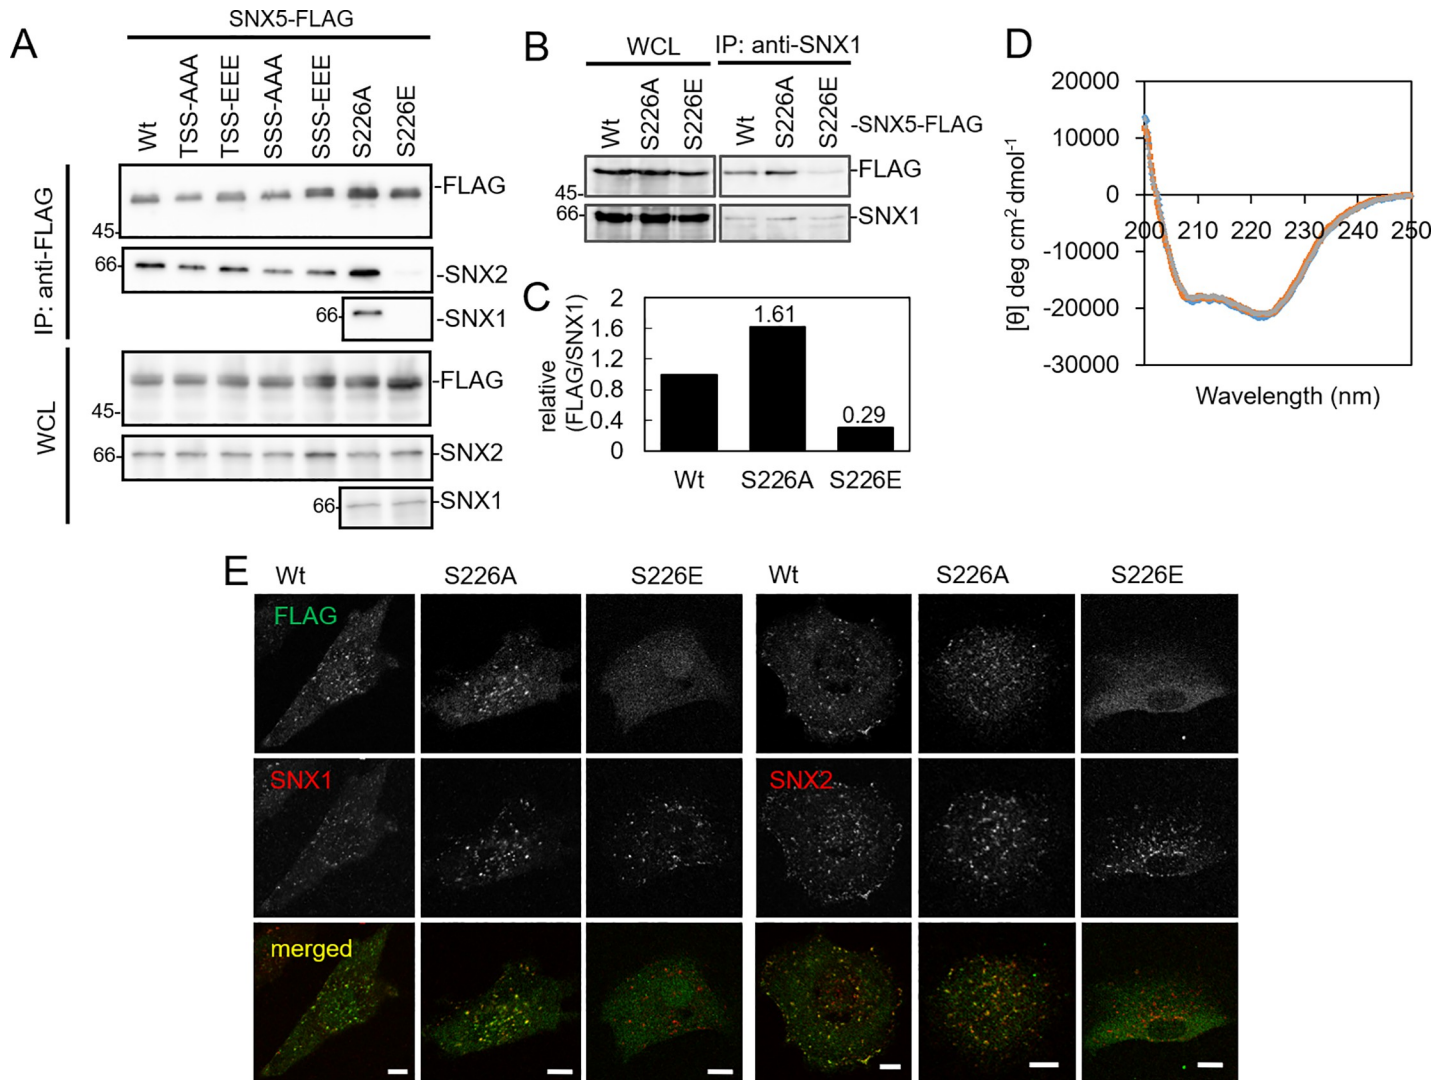 A
SNX5-FLAG
Wt
TSS-AAA
TSS-EEE
SSS-AAA
SSS-EEE
S226A
S226E
IP: anti-FLAG
-FLAG
45-
66-
-SNX2
66-
-SNX1
WCL
-FLAG
45-
66-
-SNX2
66-
-SNX1
B
WCL
IP: anti-SNX1
Wt
S226A
S226E
Wt
S226A
S226E
-SNX5-FLAG
-FLAG
45-
66-
-SNX1
C
relative
(FLAG/SNX1)
2
1.6
1.2
0.8
0.4
0
1.61
0.29
Wt S226A S226E
D
[θ] deg cm2 dmol-1
20000
10000
0
-10000
-20000
-30000
200 210 220 230 240 250
Wavelength (nm)
E
Wt S226A S226E Wt S226A S226E
FLAG
SNX1 SNX2
merged